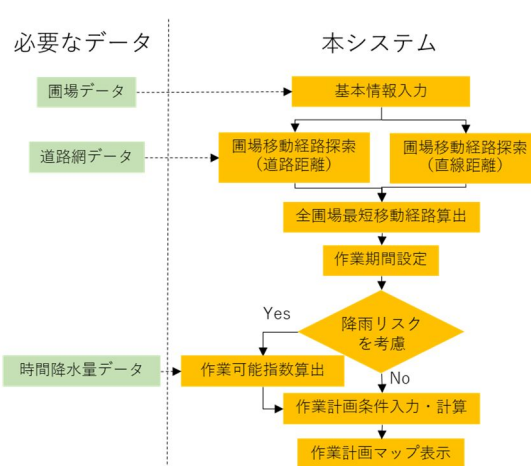 必要なデータ
本システム
圃場データ
基本情報入力
道路網データ
圃場移動経路探索
（道路距離）
圃場移動経路探索
（直線距離）
全圃場最短移動経路算出
作業期間設定
Yes
降雨リスク
を考慮
時間降水量データ
作業可能指数算出
No
作業計画条件入力・計算
作業計画マップ表示